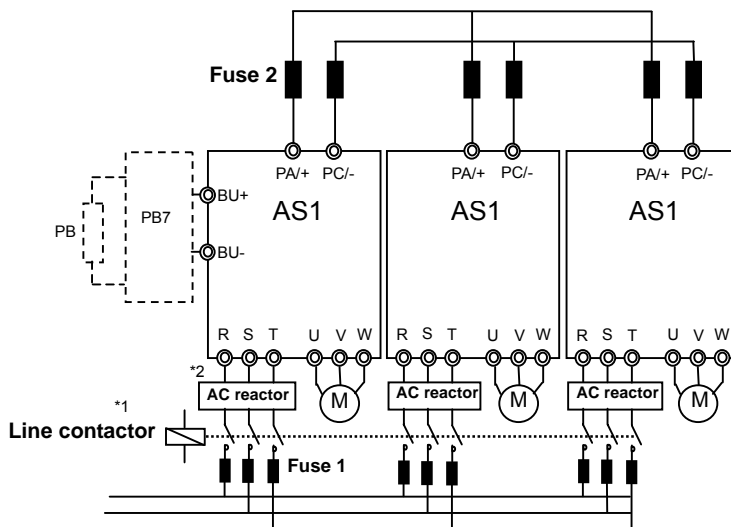 Fuse 2
PA/+ PC/- PA/+ PC/- PA/+ PC/-
BU+
AS1 AS1 AS1
PB PB7
BU-
R S T U V W R S T U V W R S T U V W
*2
AC reactor M AC reactor M AC reactor M
*1
Line contactor
Fuse 1